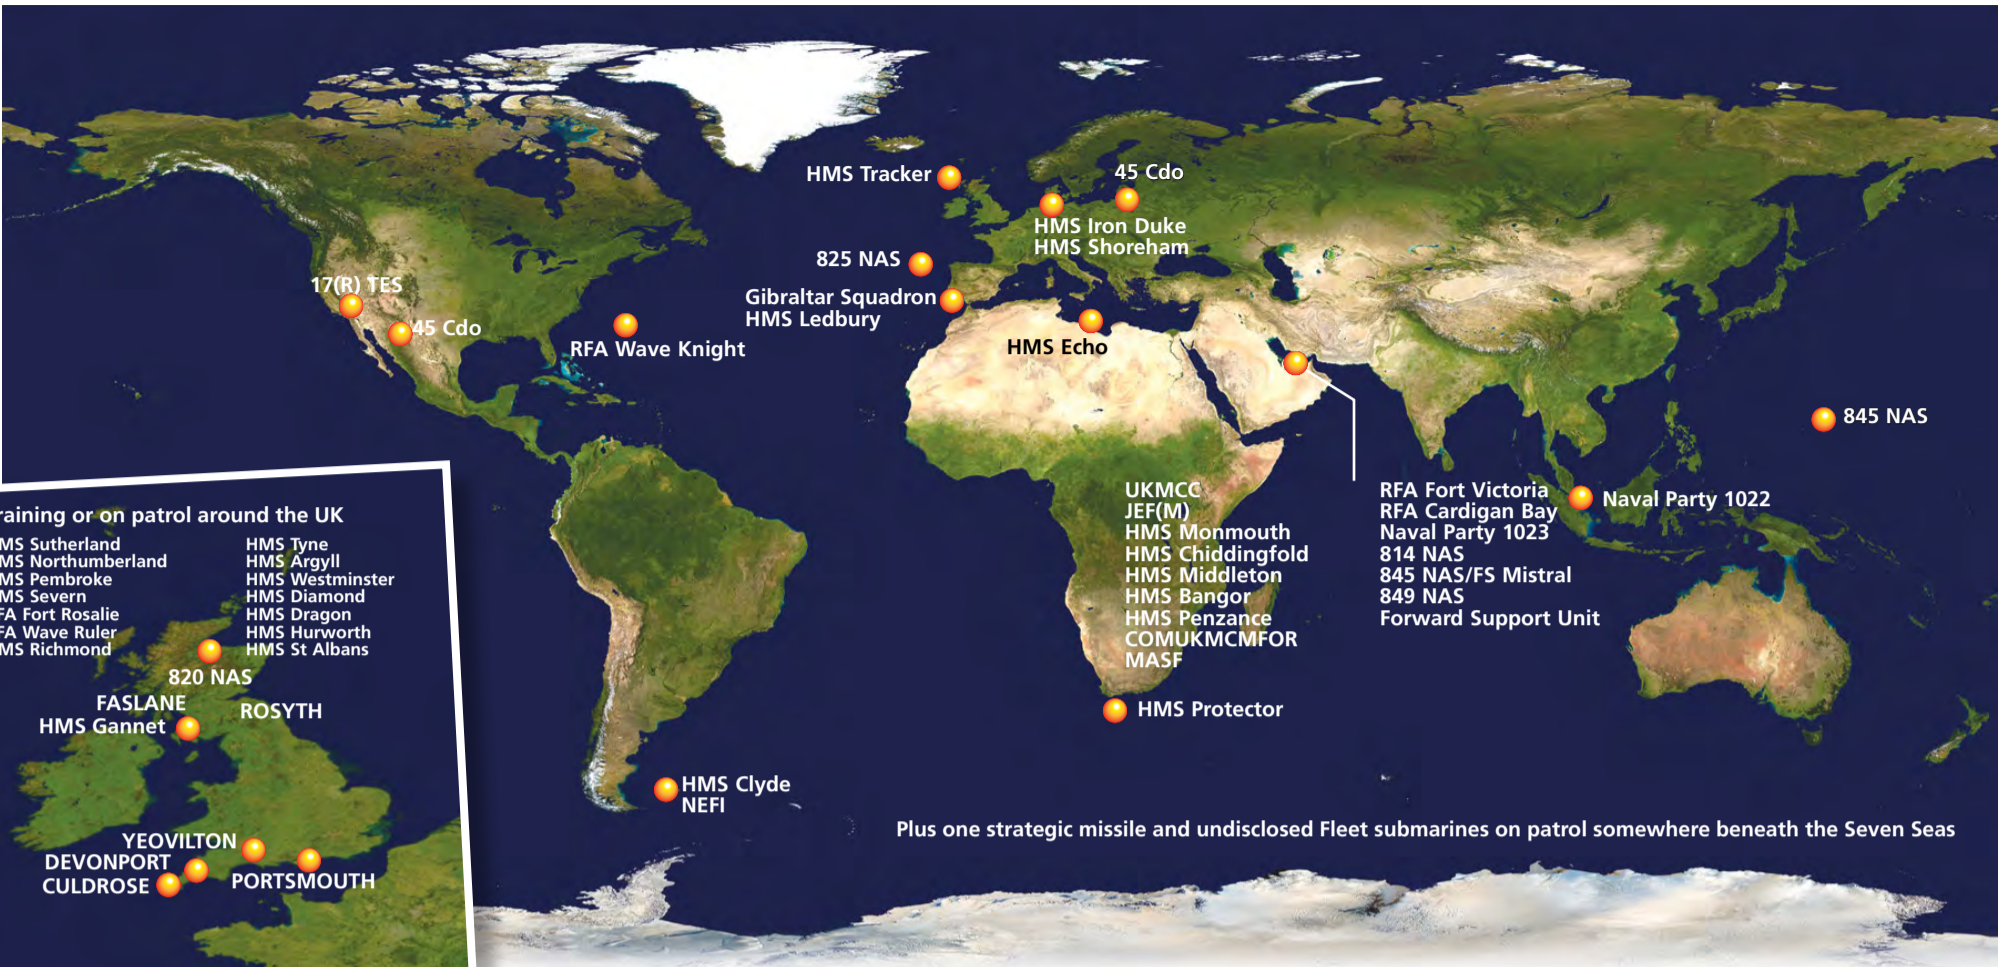 HMS Tracker
45 Cdo
HMS Iron Duke
HMS Shoreham
825 NAS
17(R) TES
Gibraltar Squadron
HMS Ledbury
45 Cdo
RFA Wave Knight
HMS Echo
845 NAS
UKMCC
JEF(M)
HMS Monmouth
HMS Chiddingfold
HMS Middleton
HMS Bangor
HMS Penzance
COMUKMCMFOR
MASF
RFA Fort Victoria
RFA Cardigan Bay
Naval Party 1023
814 NAS
845 NAS/FS Mistral
849 NAS
Forward Support Unit
Naval Party 1022
HMS Protector
HMS Clyde
NEFI
Plus one strategic missile and undisclosed Fleet submarines on patrol somewhere beneath the Seven Seas
raining or on patrol around the UK
MS Sutherland
MS Northumberland
MS Pembroke
MS Severn
FA Fort Rosalie
FA Wave Ruler
MS Richmond
HMS Tyne
HMS Argyll
HMS Westminster
HMS Diamond
HMS Dragon
HMS Hurworth
HMS St Albans
820 NAS
FASLANE
ROSYTH
HMS Gannet
YEOVILTON
DEVONPORT
CULDROSE
PORTSMOUTH